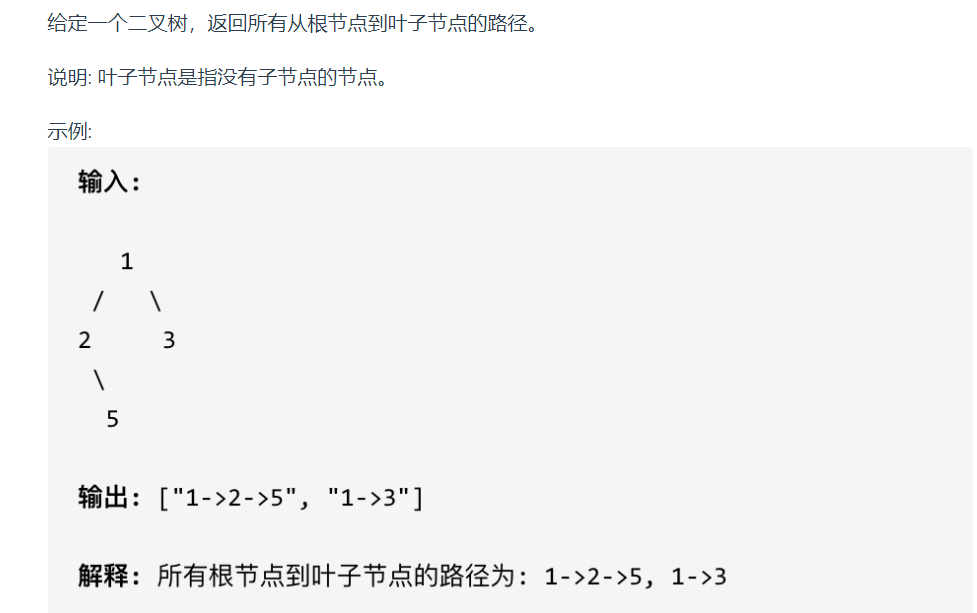 给定一个二叉树，返回所有从根节点到叶子节点的路径。
说明: 叶子节点是指没有子节点的节点。
示例:
输入:
1
/ \
2 3
\
5
输出: ["1->2->5", "1->3"]
解释: 所有根节点到叶子节点的路径为: 1->2->5, 1->3